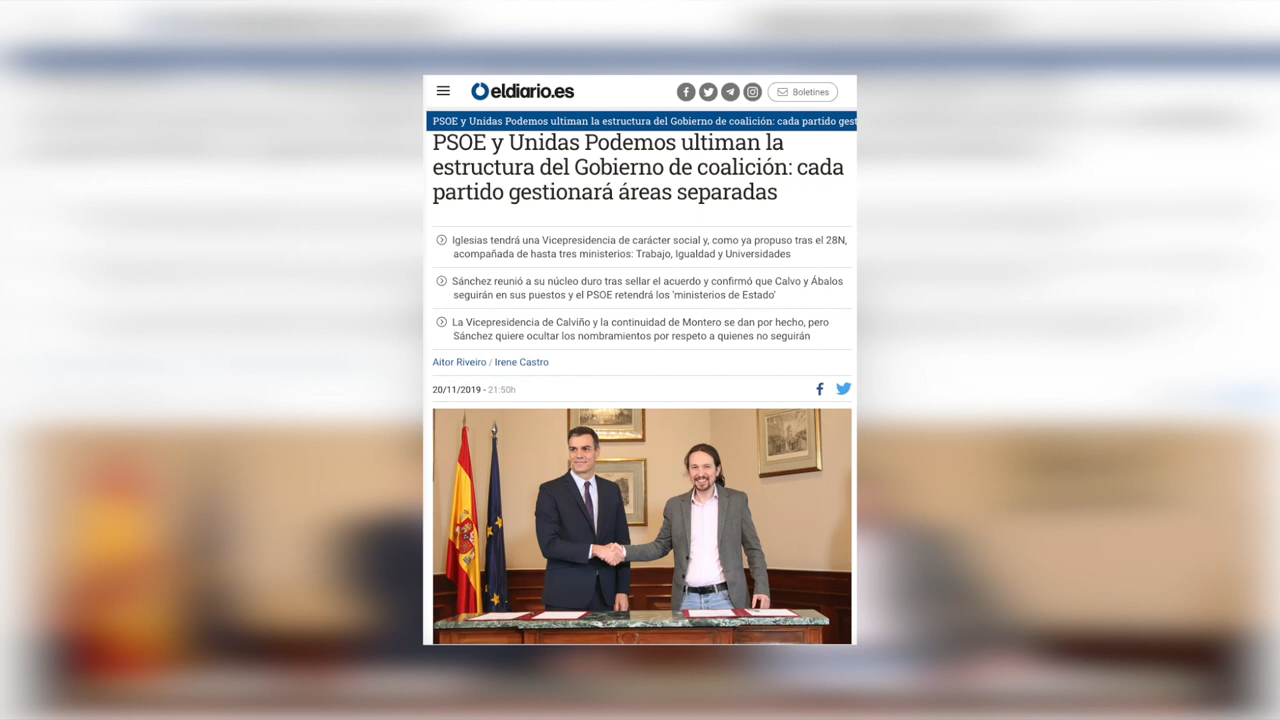 eldiario.es
Boletines
PSOE y Unidas Podemos ultiman la estructura del Gobierno de coalición: cada partido gest
PSOE y Unidas Podemos ultiman la
estructura del Gobierno de coalición: cada
partido gestionará áreas separadas
Iglesias tendrá una Vicepresidencia de carácter social y, como ya propuso tras el 28N,
acompañada de hasta tres ministerios: Trabajo, Igualdad y Universidades
Sánchez reunió a su núcleo duro tras sellar el acuerdo y confirmó que Calvo y Ábalos
seguirán en sus puestos y el PSOE retendrá los 'ministerios de Estado'
La Vicepresidencia de Calviño y la continuidad de Montero se dan por hecho, pero
Sánchez quiere ocultar los nombramientos por respeto a quienes no seguirán
Aitor Riveiro / Irene Castro
20/11/2019 - 21:50h